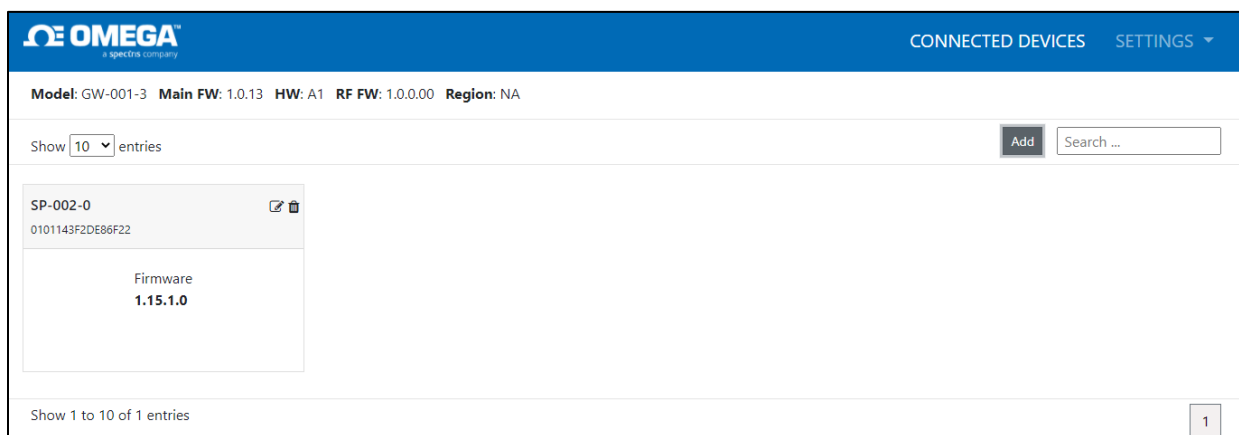 OMEGA™
a spectris company
CONNECTED DEVICES SETTINGS
Model: GW-001-3 Main FW: 1.0.13 HW: A1 RF FW: 1.0.0.00 Region: NA
Show 10 entries
Add Search ...
SP-002-0
0101143F2DE86F22
Firmware
1.15.1.0
Show 1 to 10 of 1 entries
1